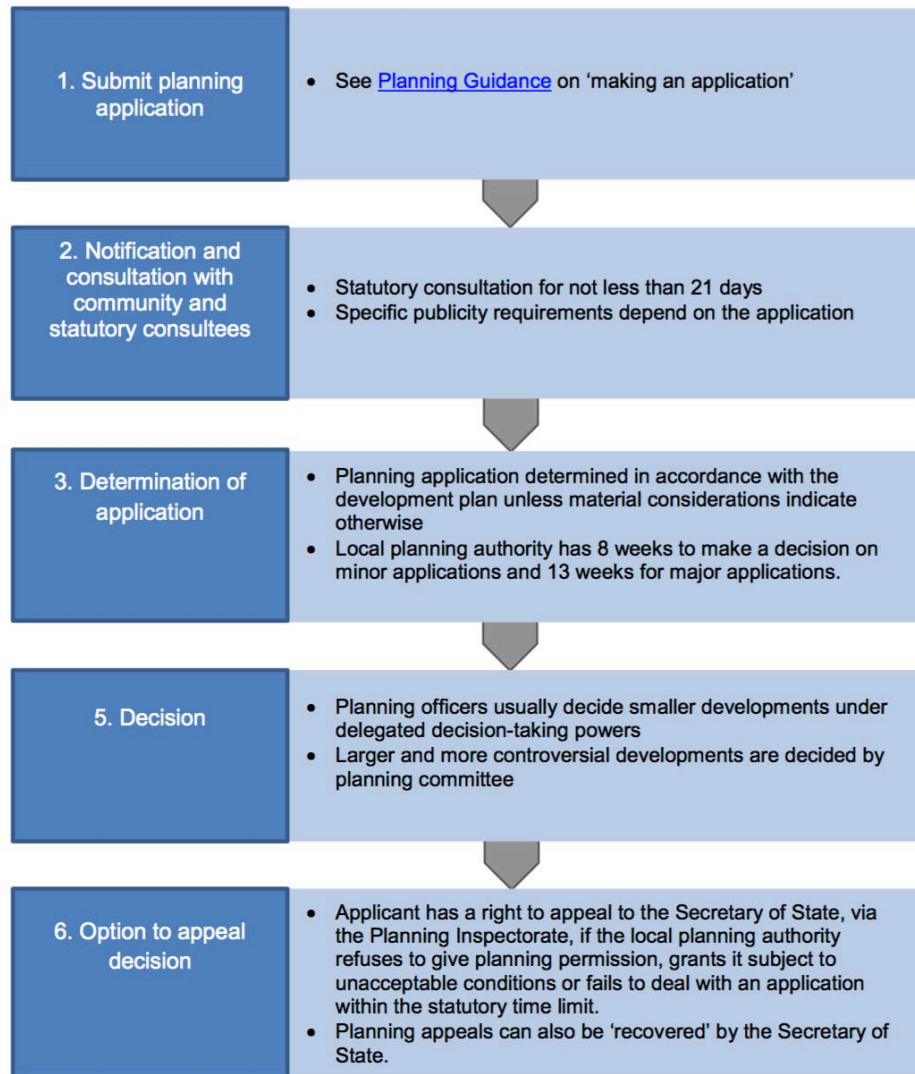 1. Submit planning
application
• See Planning Guidance on ‘making an application’
2. Notification and
consultation with
community and
statutory consultees
• Statutory consultation for not less than 21 days
• Specific publicity requirements depend on the application
3. Determination of
application
• Planning application determined in accordance with the
development plan unless material considerations indicate
otherwise
• Local planning authority has 8 weeks to make a decision on
minor applications and 13 weeks for major applications.
5. Decision
• Planning officers usually decide smaller developments under
delegated decision-taking powers
• Larger and more controversial developments are decided by
planning committee
6. Option to appeal
decision
• Applicant has a right to appeal to the Secretary of State, via
the Planning Inspectorate, if the local planning authority
refuses to give planning permission, grants it subject to
unacceptable conditions or fails to deal with an application
within the statutory time limit.
• Planning appeals can also be ‘recovered’ by the Secretary of
State.